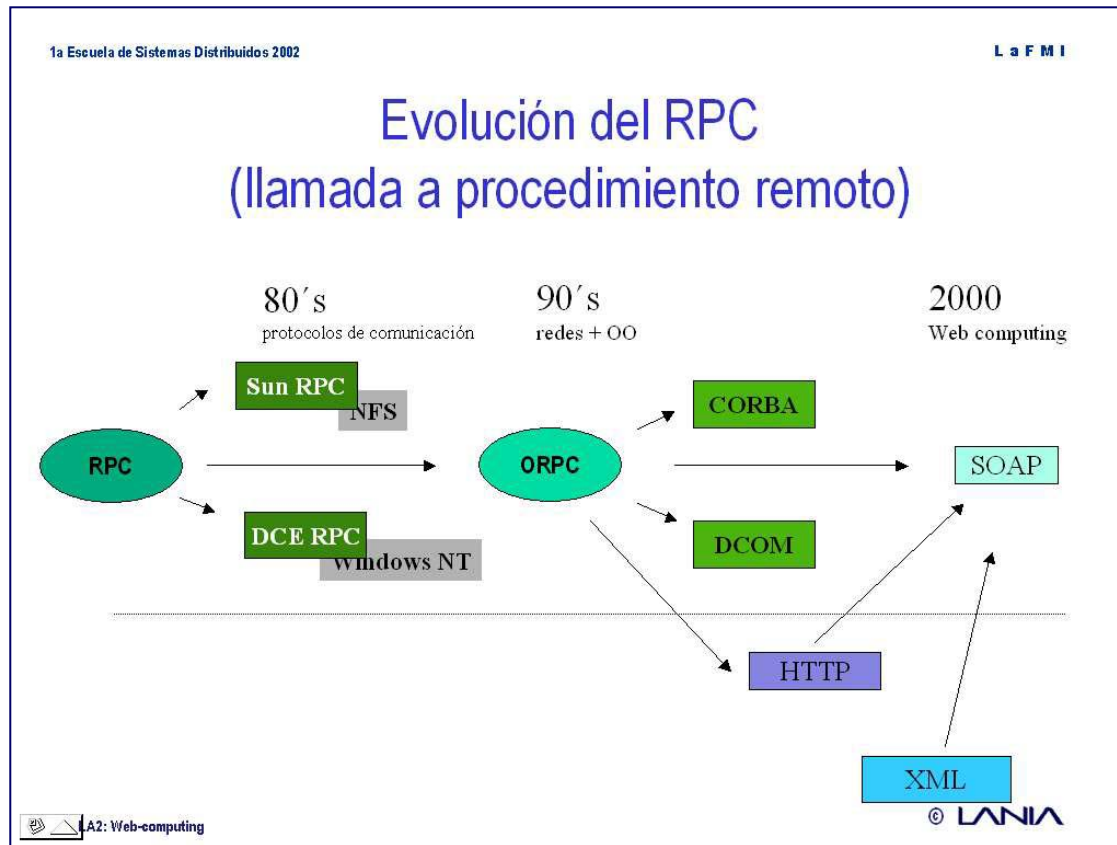 1a Escuela de Sistemas Distribuidos 2002
L a F M I
Evolución del RPC
(llamada a procedimiento remoto)
80´s
protocolos de comunicación
90´s
redes + OO
2000
Web computing
Sun RPC
NFS
CORBA
RPC
ORPC
SOAP
DCE RPC
Windows NT
DCOM
HTTP
XML
LA2: Web-computing
© LANIA